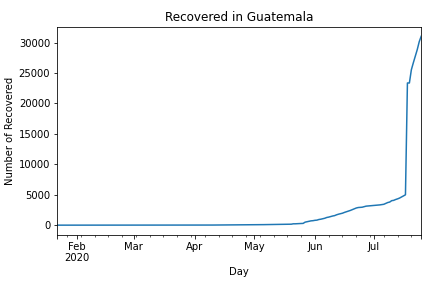 Recovered in Guatemala
Number of Recovered
30000
25000
20000
15000
10000
5000
0
Feb
2020
Mar
Apr
May
Jun
Jul
Day